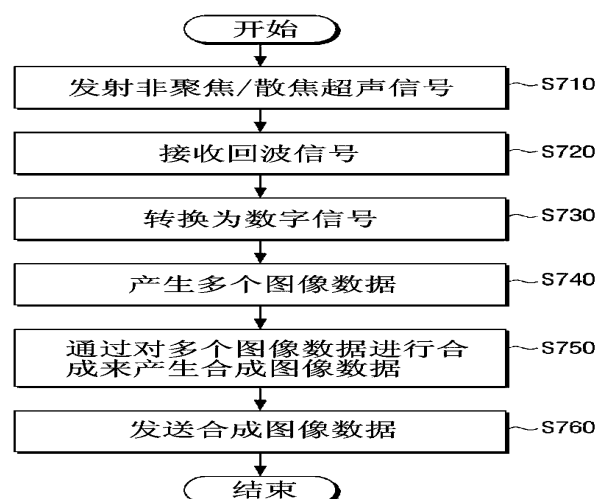 开始
发射非聚焦/散焦超声信号
S710
接收回波信号
S720
转换为数字信号
S730
产生多个图像数据
S740
通过对多个图像数据进行合
成来产生合成图像数据
S750
发送合成图像数据
S760
结束